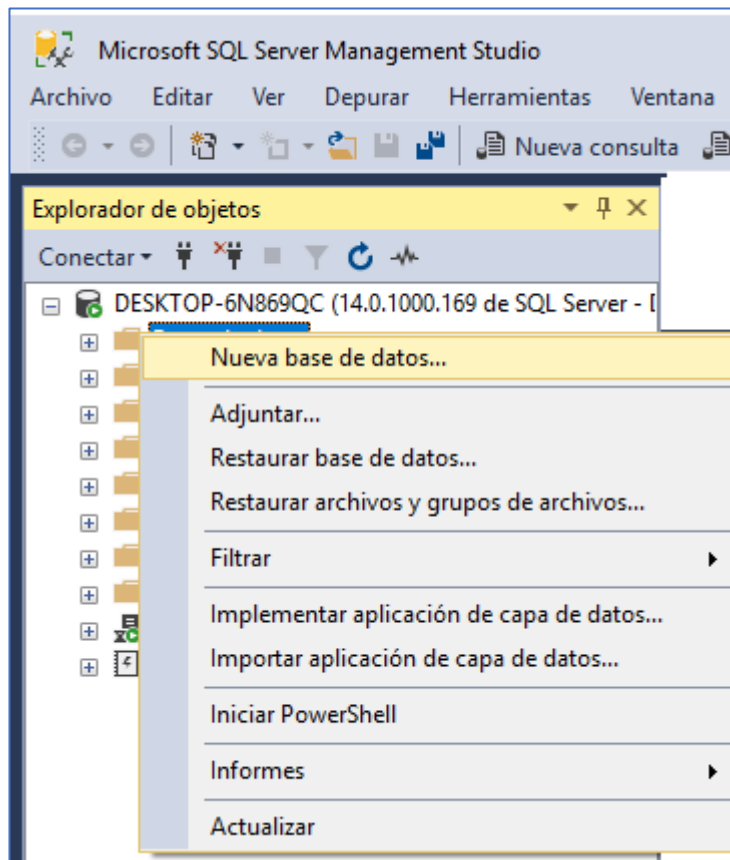 Microsoft SQL Server Management Studio
Archivo Editar Ver Depurar Herramientas Ventana
Nueva consulta
Explorador de objetos
Conectar
DESKTOP-6N869QC (14.0.1000.169 de SQL Server - D
Nueva base de datos...
Adjuntar...
Restaurar base de datos...
Restaurar archivos y grupos de archivos...
Filtrar
Implementar aplicación de capa de datos...
Importar aplicación de capa de datos...
Iniciar PowerShell
Informes
Actualizar